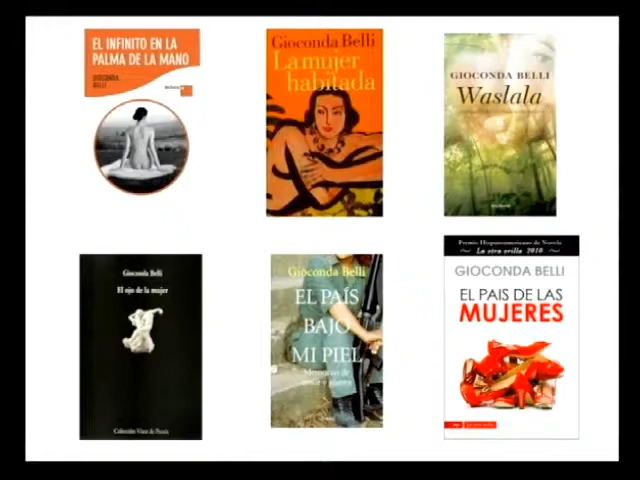 EL INFINITO EN LA
PALMA DE LA MANO
GIOCONDA
BELLI
Gioconda Belli
La mujer
habitada
GIOCONDA BELLI
Waslala
Gioconda Belli
El ojo de la mujer
Colección Visor de Poesía
Gioconda Belli
EL PAÍS
BAJO
MI PIEL
Memorias de
amor y guerra
Premio Hispanoamericano de Novela
La otra orilla 2010
GIOCONDA BELLI
EL PAIS DE LAS
MUJERES